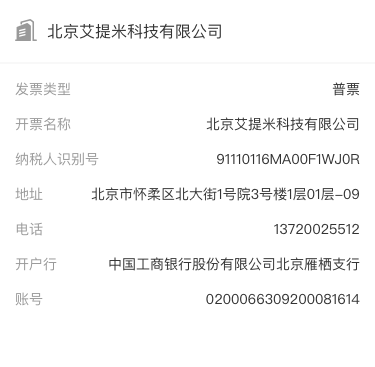 北京艾提米科技有限公司
发票类型 普票
开票名称 北京艾提米科技有限公司
纳税人识别号 91110116MA00F1WJ0R
地址 北京市怀柔区北大街1号院3号楼1层01层-09
电话 13720025512
开户行 中国工商银行股份有限公司北京雁栖支行
账号 0200066309200081614